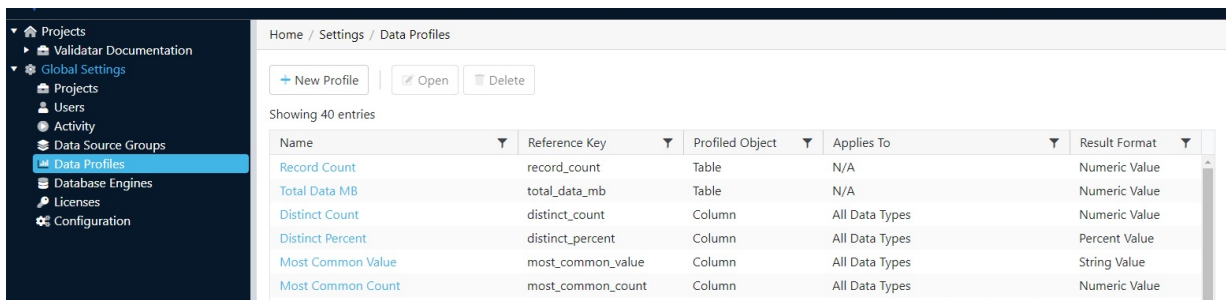 Projects
Validatar Documentation
Global Settings
Projects
Users
Activity
Data Source Groups
Data Profiles
Database Engines
Licenses
Configuration
Home / Settings / Data Profiles
+ New Profile Open Delete
Showing 40 entries
Name Reference Key Profiled Object Applies To Result Format
Record Count record_count Table N/A Numeric Value
Total Data MB total_data_mb Table N/A Numeric Value
Distinct Count distinct_count Column All Data Types Numeric Value
Distinct Percent distinct_percent Column All Data Types Percent Value
Most Common Value most_common_value Column All Data Types String Value
Most Common Count most_common_count Column All Data Types Numeric Value